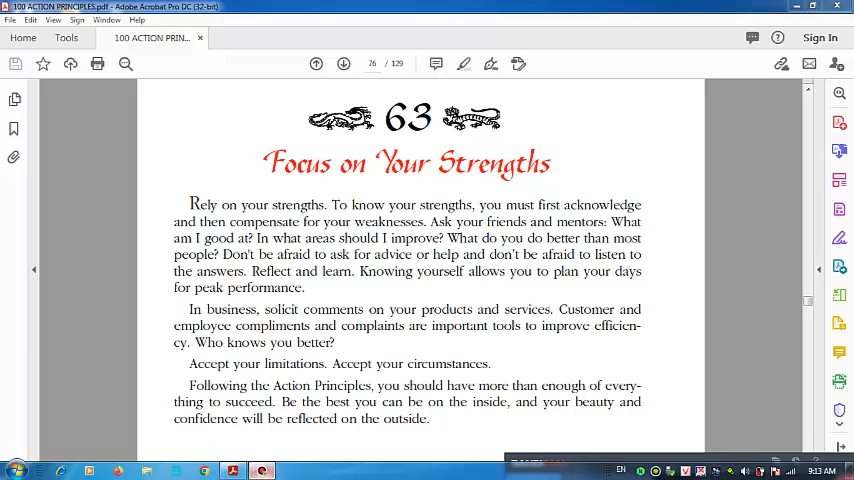 100 ACTION PRINCIPLES.pdf - Adobe Acrobat Pro DC (32-bit)
File Edit View Sign Window Help
Home Tools 100 ACTION PRIN... × Sign In
76 / 129
63
Focus on Your Strengths
Rely on your strengths. To know your strengths, you must first acknowledge
and then compensate for your weaknesses. Ask your friends and mentors: What
am I good at? In what areas should I improve? What do you do better than most
people? Don't be afraid to ask for advice or help and don't be afraid to listen to
the answers. Reflect and learn. Knowing yourself allows you to plan your days
for peak performance.
In business, solicit comments on your products and services. Customer and
employee compliments and complaints are important tools to improve efficien-
cy. Who knows you better?
Accept your limitations. Accept your circumstances.
Following the Action Principles, you should have more than enough of every-
thing to succeed. Be the best you can be on the inside, and your beauty and
confidence will be reflected on the outside.
EN 9:13 AM